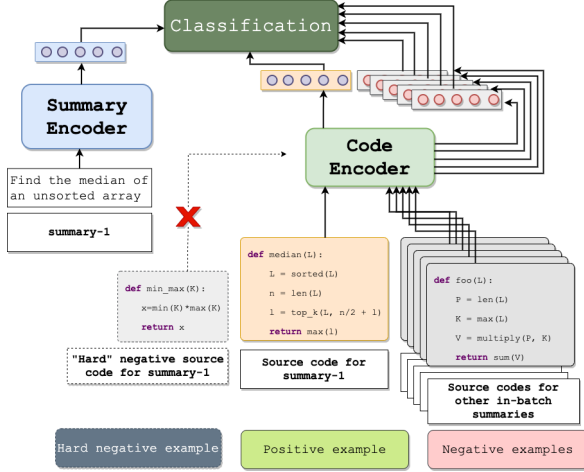 Classification
Summary
Encoder
Code
Encoder
Find the median of
an unsorted array
summary-1
def min_max(K):
x=min(K)*max(K)
return x
"Hard" negative source
code for summary-1
def median(L):
L = sorted(L)
n = len(L)
l = top_k(L, n/2 + 1)
return max(l)
Source code for
summary-1
def foo(L):
P = len(L)
K = max(L)
V = multiply(P, K)
return sum(V)
Source codes for
other in-batch
summaries
Hard negative example
Positive example
Negative examples